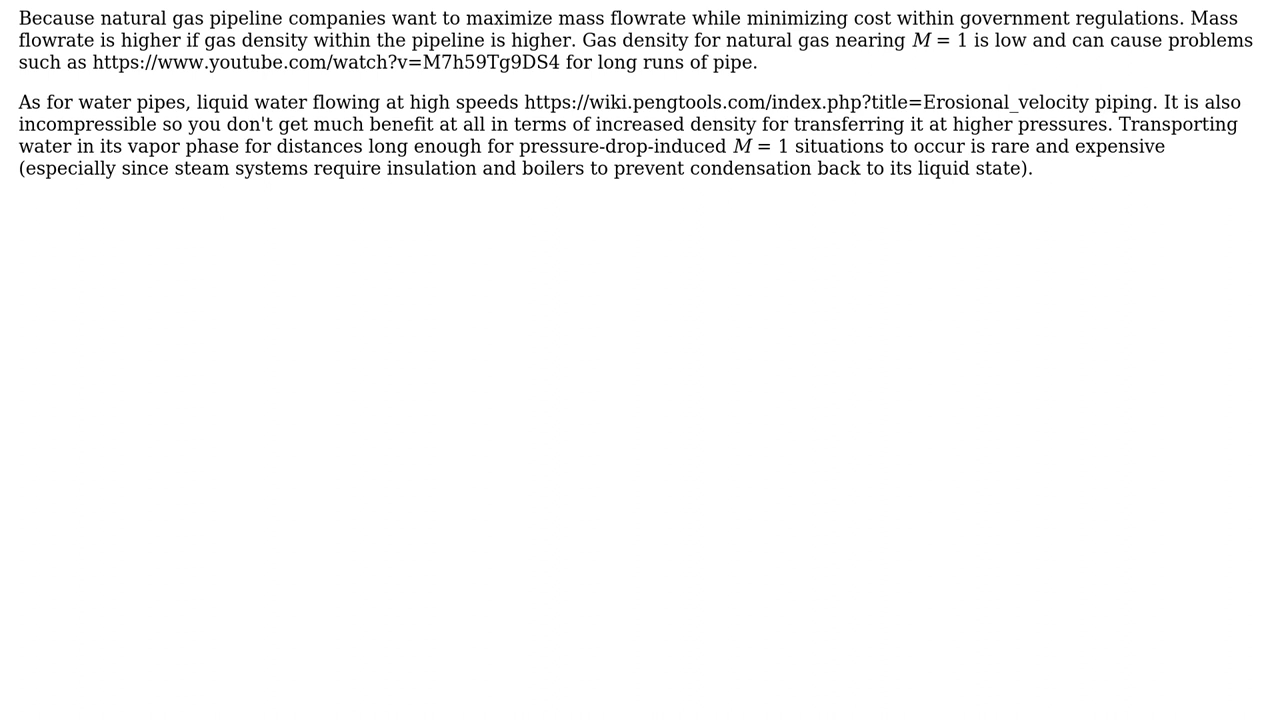 Because natural gas pipeline companies want to maximize mass flowrate while minimizing cost within government regulations. Mass
flowrate is higher if gas density within the pipeline is higher. Gas density for natural gas nearing M = 1 is low and can cause problems
such as https://www.youtube.com/watch?v=M7h59Tg9DS4 for long runs of pipe.
As for water pipes, liquid water flowing at high speeds https://wiki.pengtools.com/index.php?title=Erosional_velocity piping. It is also
incompressible so you don't get much benefit at all in terms of increased density for transferring it at higher pressures. Transporting
water in its vapor phase for distances long enough for pressure-drop-induced M = 1 situations to occur is rare and expensive
(especially since steam systems require insulation and boilers to prevent condensation back to its liquid state).